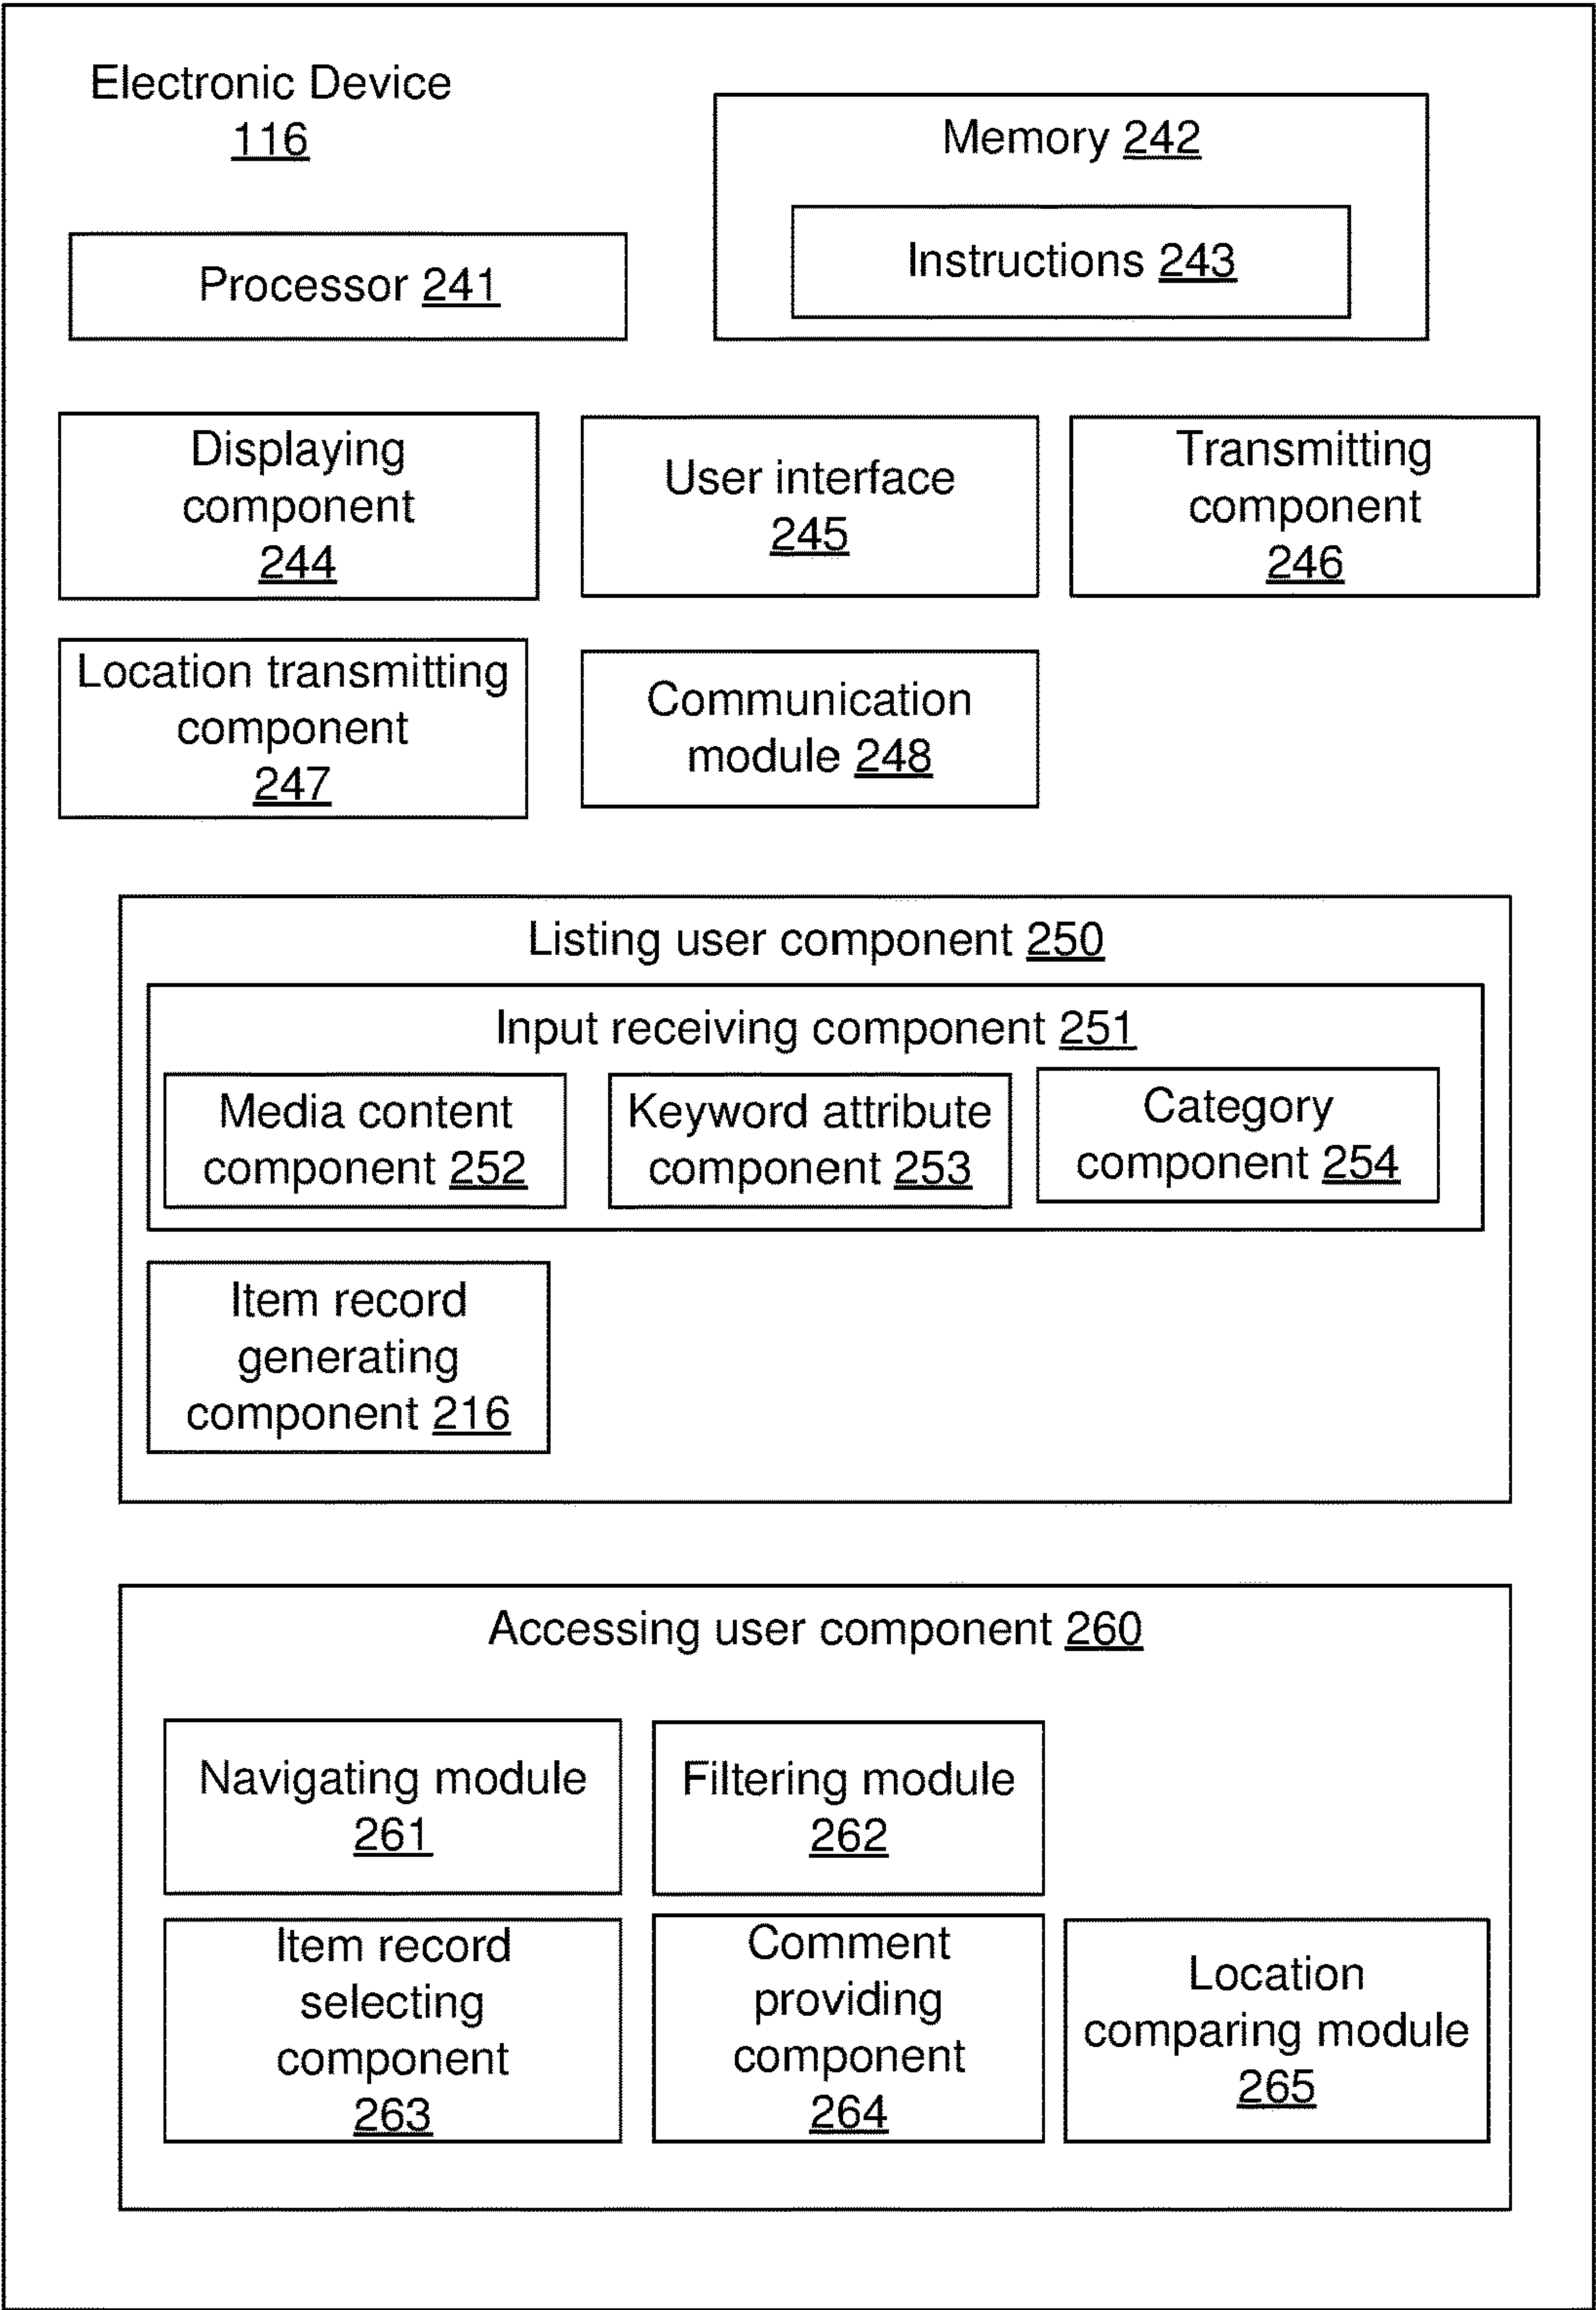 Electronic Device
116
Memory 242
Instructions 243
Processor 241
Displaying
component
244
User interface
245
Transmitting
component
246
Location transmitting
component
247
Communication
module 248
Listing user component 250
Input receiving component 251
Media content
component 252
Keyword attribute
component 253
Category
component 254
Item record
generating
component 216
Accessing user component 260
Navigating module
261
Filtering module
262
Item record
selecting
component
263
Comment
providing
component
264
Location
comparing module
265